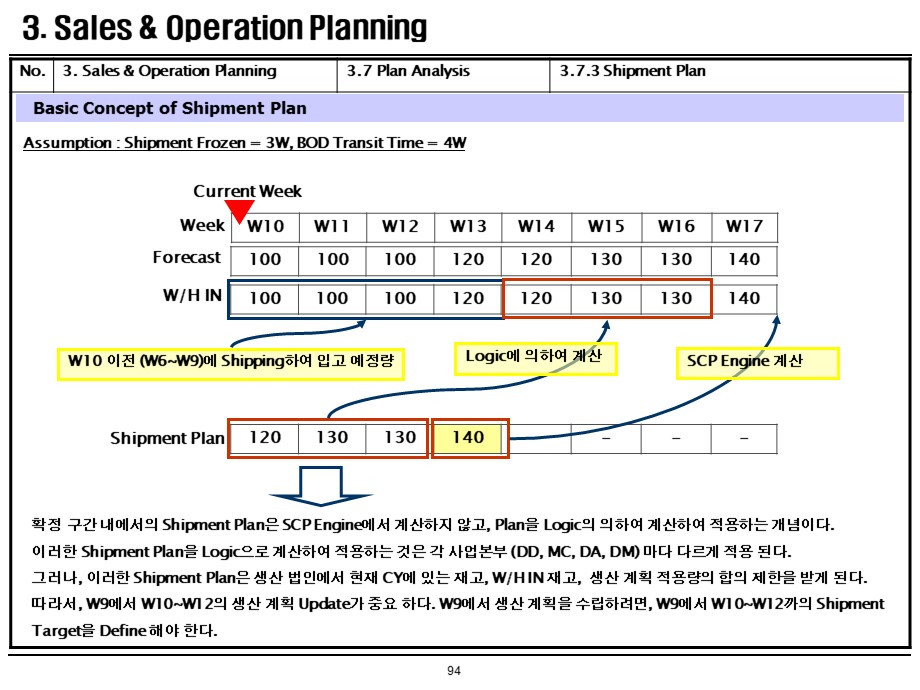 3. Sales & Operation Planning
No. 3. Sales & Operation Planning 3.7 Plan Analysis 3.7.3 Shipment Plan
Basic Concept of Shipment Plan
Assumption : Shipment Frozen = 3W, BOD Transit Time = 4W
Current Week
Week W10 W11 W12 W13 W14 W15 W16 W17
Forecast 100 100 100 120 120 130 130 140
W/H IN 100 100 100 120 120 130 130 140
W10 이전 (W6~W9)에 Shipping하여 입고 예정량
Logic에 의하여 계산
SCP Engine 계산
Shipment Plan 120 130 130 140 – – –
확정 구간 내에서의 Shipment Plan은 SCP Engine에서 계산하지 않고, Plan을 Logic의 의하여 계산하여 적용하는 개념이다.
이러한 Shipment Plan을 Logic으로 계산하여 적용하는 것은 각 사업본부 (DD, MC, DA, DM) 마다 다르게 적용 된다.
그러나, 이러한 Shipment Plan은 생산 법인에서 현재 CY에 있는 재고, W/H IN 재고, 생산 계획 적용량의 합의 제한을 받게 된다.
따라서, W9에서 W10~W12의 생산 계획 Update가 중요 하다. W9에서 생산 계획을 수립하려면, W9에서 W10~W12까의 Shipment
Target을 Define 해야 한다.
94